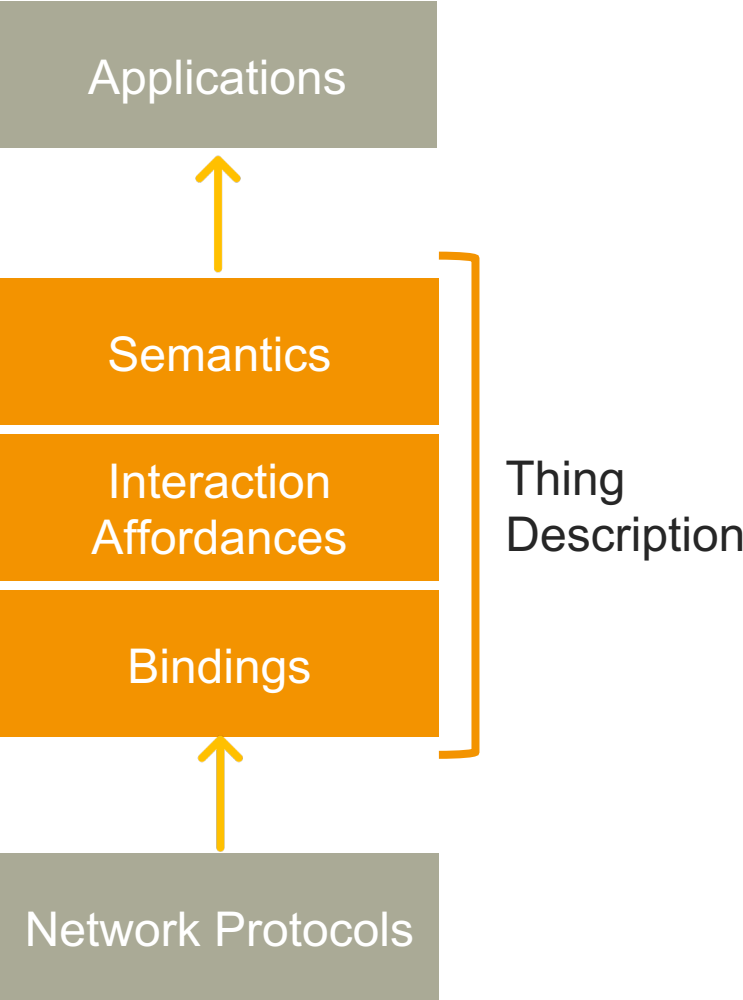 Applications
Semantics
Interaction
Affordances
Thing
Description
Bindings
Network Protocols